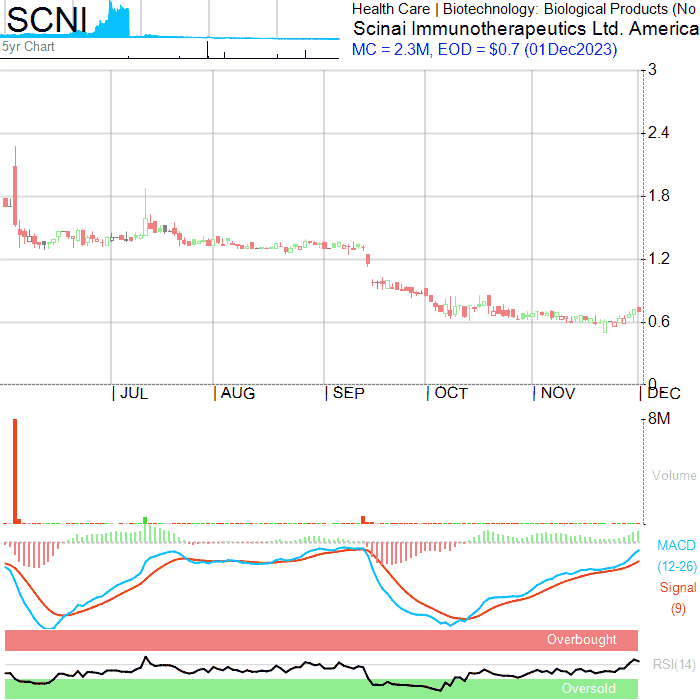 SCNI
5yr Chart
Health Care | Biotechnology: Biological Products (No
Scinai Immunotherapeutics Ltd. America
MC = 2.3M, EOD = $0.7 (01Dec2023)
3
2.4
1.8
1.2
0.6
0
JUL AUG SEP OCT NOV DEC
8M
Volume
MACD
(12-26)
Signal
(9)
Overbought
RSI(14)
Oversold